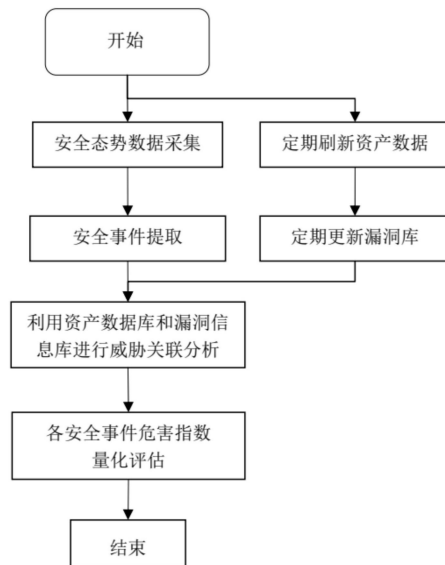 开始
安全态势数据采集
定期刷新资产数据
安全事件提取
定期更新漏洞库
利用资产数据库和漏洞信
息库进行威胁关联分析
各安全事件危害指数
量化评估
结束